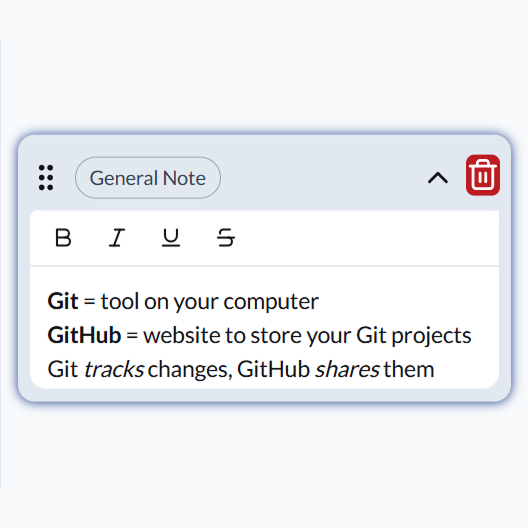 General Note
B I U S
Git = tool on your computer
GitHub = website to store your Git projects
Git tracks changes, GitHub shares them